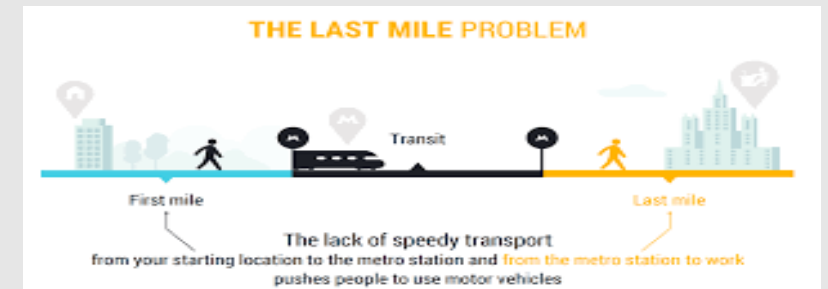 THE LAST MILE PROBLEM
Transit
First mile
Last mile
The lack of speedy transport
from your starting location to the metro station and from the metro station to work
pushes people to use motor vehicles